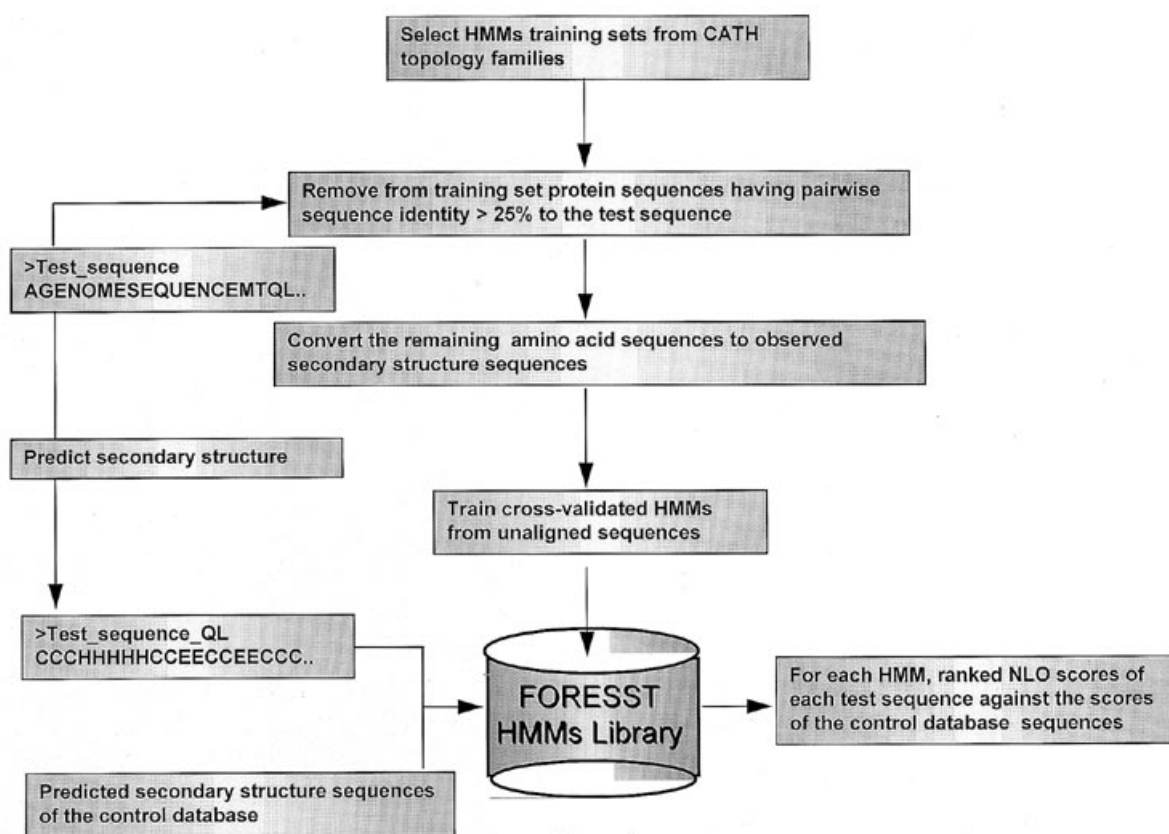 Select HMMs training sets from CATH
topology families
Remove from training set protein sequences having pairwise
sequence identity > 25% to the test sequence
>Test_sequence
AGENOMESEQUENCEMTQL..
Convert the remaining amino acid sequences to observed
secondary structure sequences
Predict secondary structure
Train cross-validated HMMs
from unaligned sequences
>Test_sequence_QL
CCCHHHHHCCEECCEECCC..
FORESST
HMMs Library
For each HMM, ranked NLO scores of
each test sequence against the scores
of the control database sequences
Predicted secondary structure sequences
of the control database